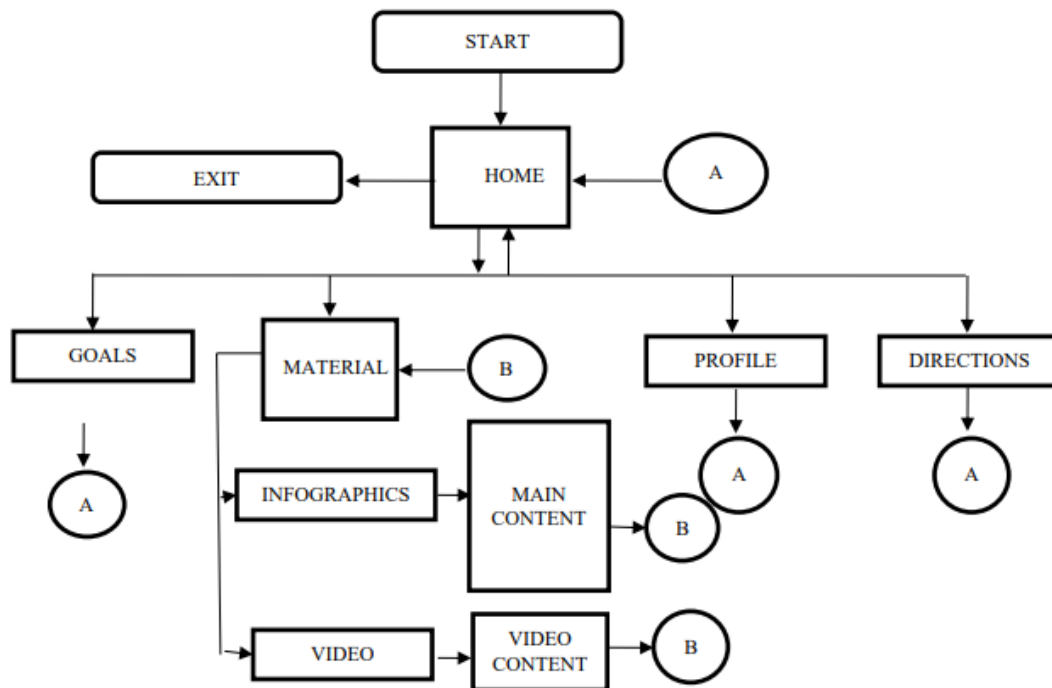 START
EXIT
HOME
A
GOALS
MATERIAL
B
PROFILE
DIRECTIONS
A
INFOGRAPHICS
MAIN
CONTENT
B
A
A
VIDEO
VIDEO
CONTENT
B